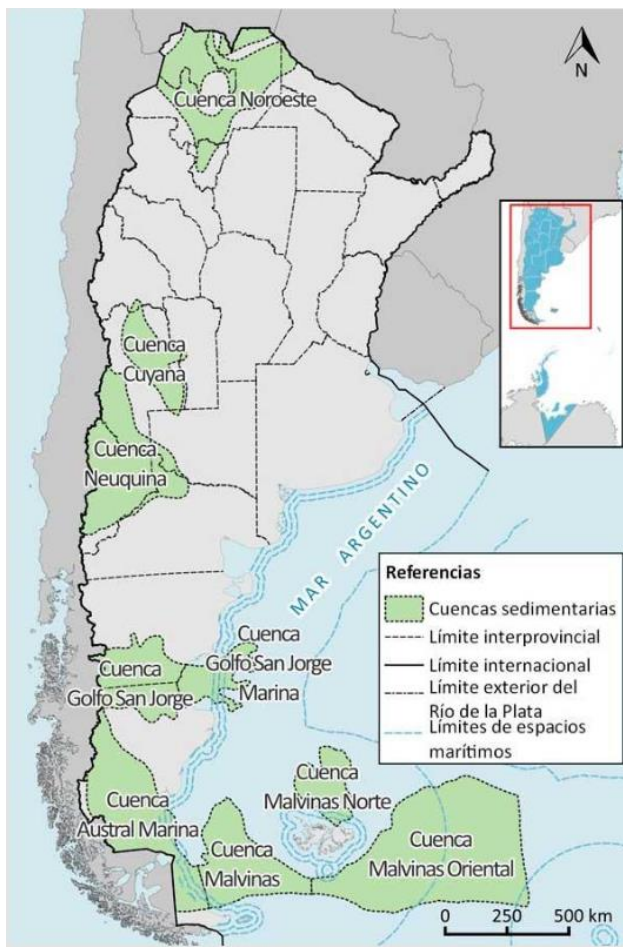 N
Cuenca Noroeste
Cuenca
Cuyana
Cuenca
Neuquina
MAR ARGENTINO
Cuenca
Golfo San Jorge
Marina
Cuenca
Golfo San Jorge
Cuenca
Malvinas Norte
Cuenca
Austral Marina
Cuenca
Malvinas
Cuenca
Malvinas Oriental
Referencias
Cuencas sedimentarias
Límite interprovincial
Límite internacional
Límite exterior del
Río de la Plata
Límites de espacios
marítimos
0 250 500 km